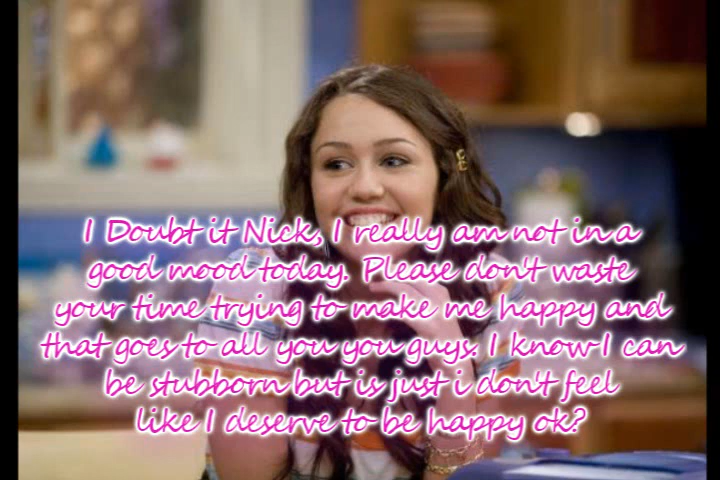 I Doubt it Nick, I really am not in a
good mood today. Please don't waste
your time trying to make me happy and
that goes to all you you guys. I know I can
be stubborn but is just i don't feel
like I deserve to be happy ok?